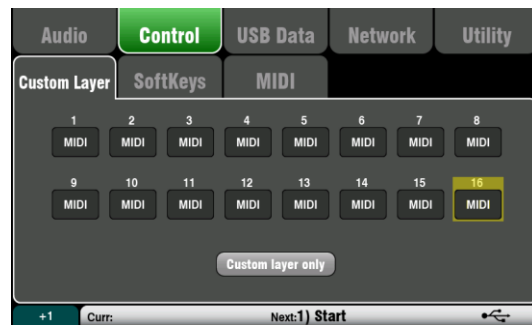 Audio Control USB Data Network Utility
Custom Layer SoftKeys MIDI
1 2 3 4 5 6 7 8
MIDI MIDI MIDI MIDI MIDI MIDI MIDI MIDI
9 10 11 12 13 14 15 16
MIDI MIDI MIDI MIDI MIDI MIDI MIDI MIDI
Custom layer only
+1 Curr: Next:1) Start